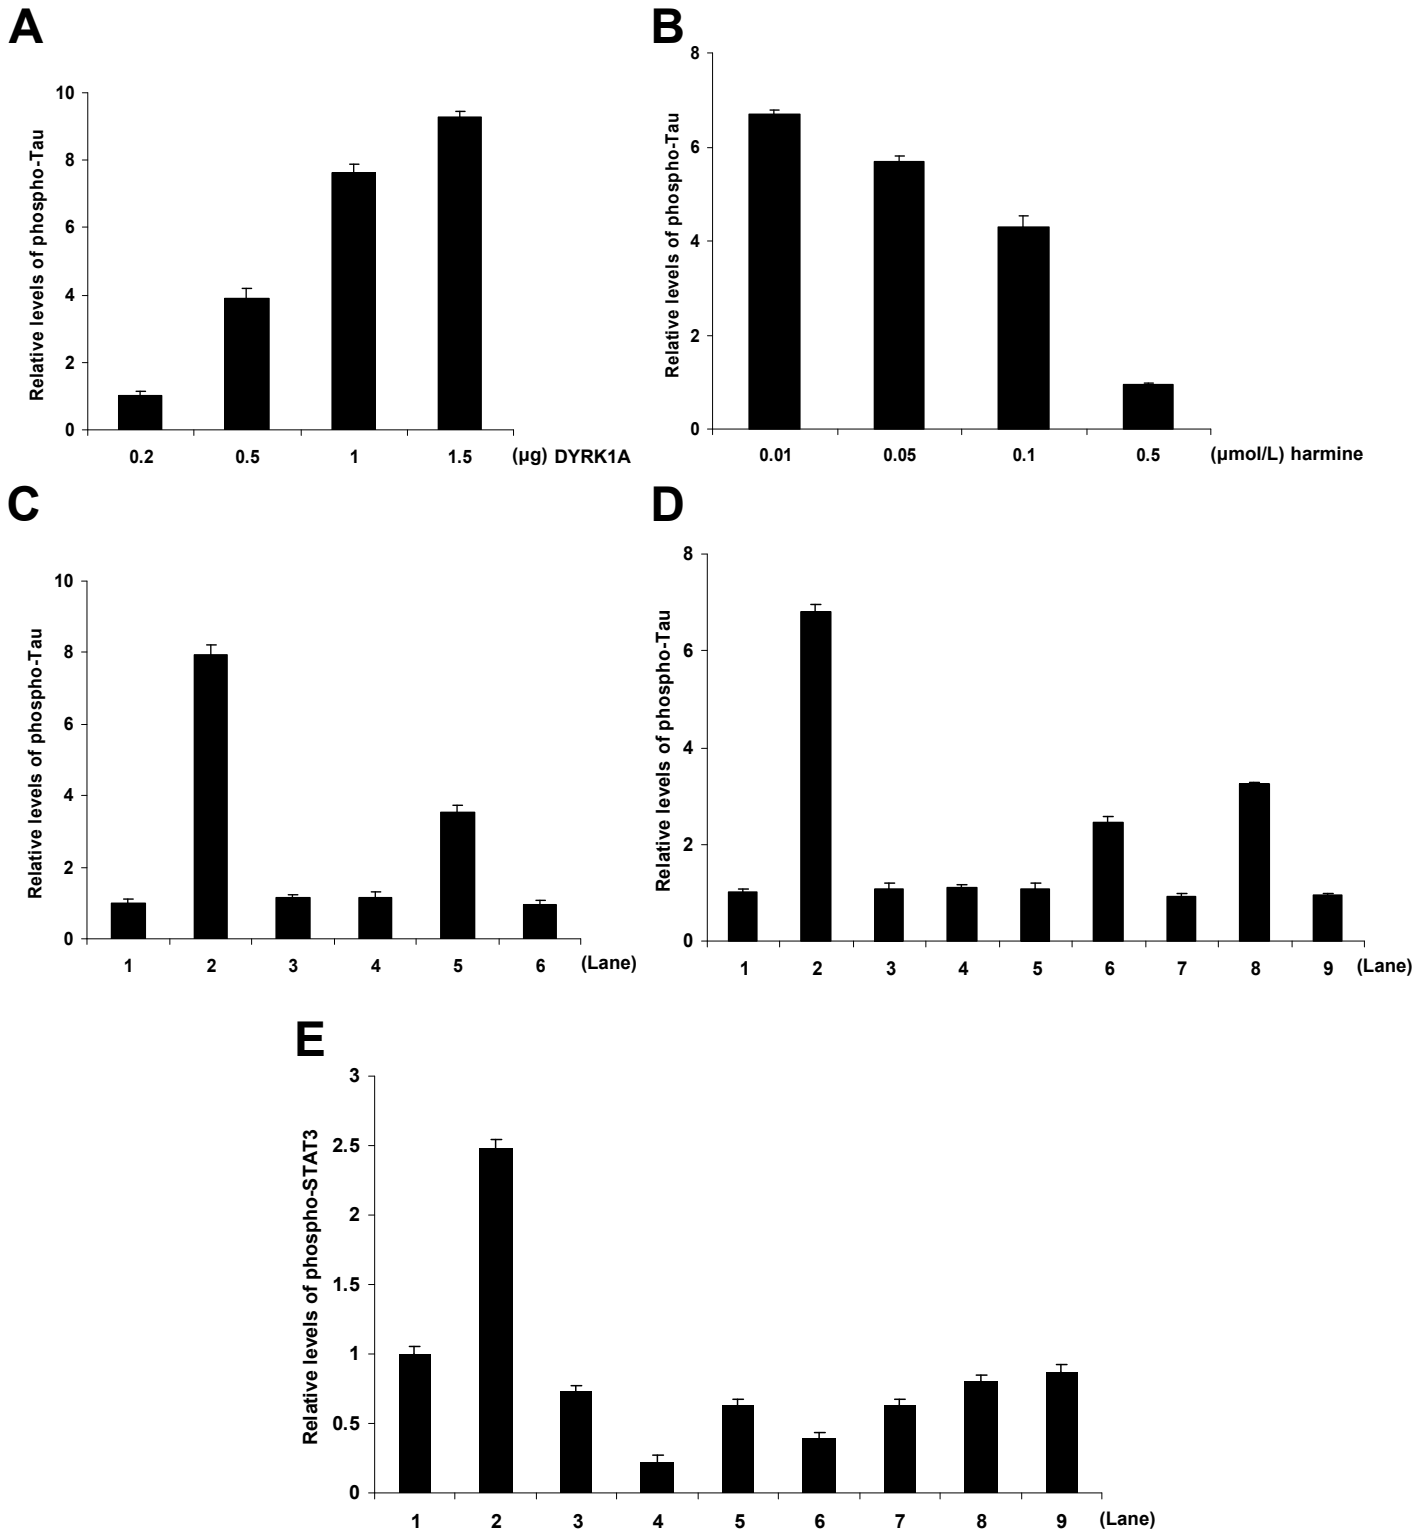 A
Relative levels of phospho-Tau
10
8
6
4
2
0
0.2 0.5 1 1.5 (µg) DYRK1A
B
Relative levels of phospho-Tau
8
6
4
2
0
0.01 0.05 0.1 0.5 (µmol/L) harmine
C
Relative levels of phospho-Tau
10
8
6
4
2
0
1 2 3 4 5 6 (Lane)
D
Relative levels of phospho-Tau
8
6
4
2
0
1 2 3 4 5 6 7 8 9 (Lane)
E
Relative levels of phospho-STAT3
3
2.5
2
1.5
1
0.5
0
1 2 3 4 5 6 7 8 9 (Lane)